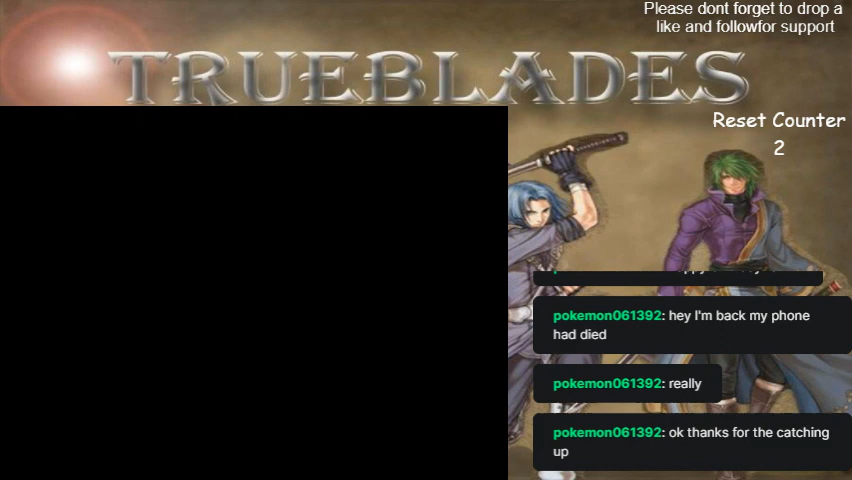 Please dont forget to drop a
like and followfor support
TRUEBLADES
Reset Counter
2
pokemon061392: hey I'm back my phone
had died
pokemon061392: really
pokemon061392: ok thanks for the catching
up